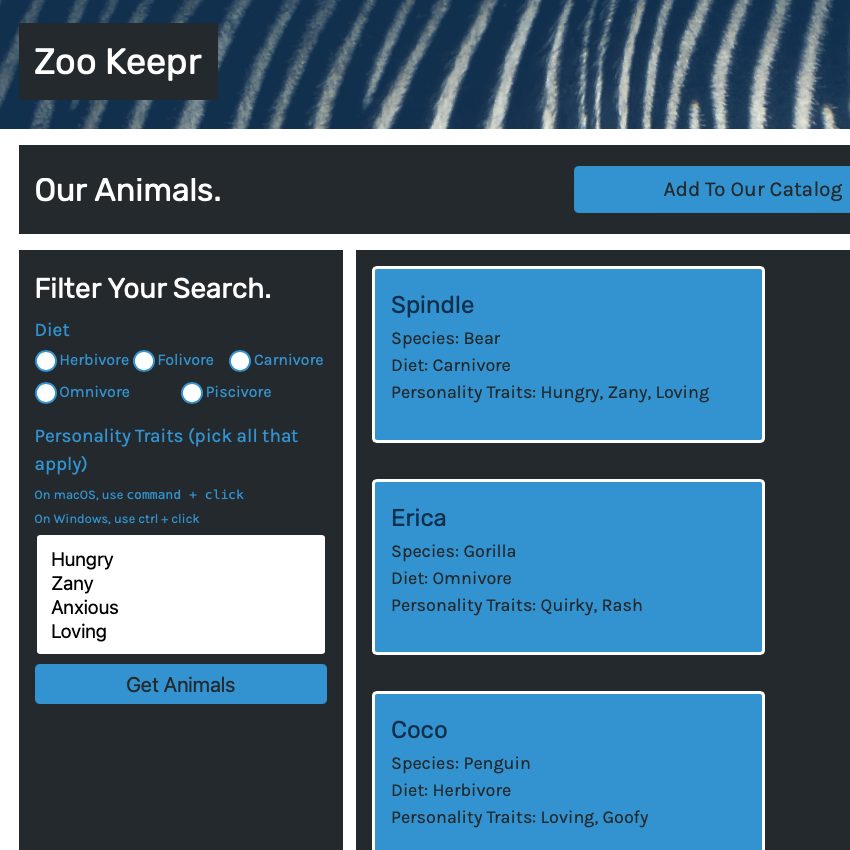 Zoo Keepr
Our Animals.
Add To Our Catalog
Filter Your Search.
Diet
Herbivore Folivore Carnivore
Omnivore Piscivore
Personality Traits (pick all that
apply)
On macOS, use command + click
On Windows, use ctrl + click
Hungry
Zany
Anxious
Loving
Get Animals
Spindle
Species: Bear
Diet: Carnivore
Personality Traits: Hungry, Zany, Loving
Erica
Species: Gorilla
Diet: Omnivore
Personality Traits: Quirky, Rash
Coco
Species: Penguin
Diet: Herbivore
Personality Traits: Loving, Goofy